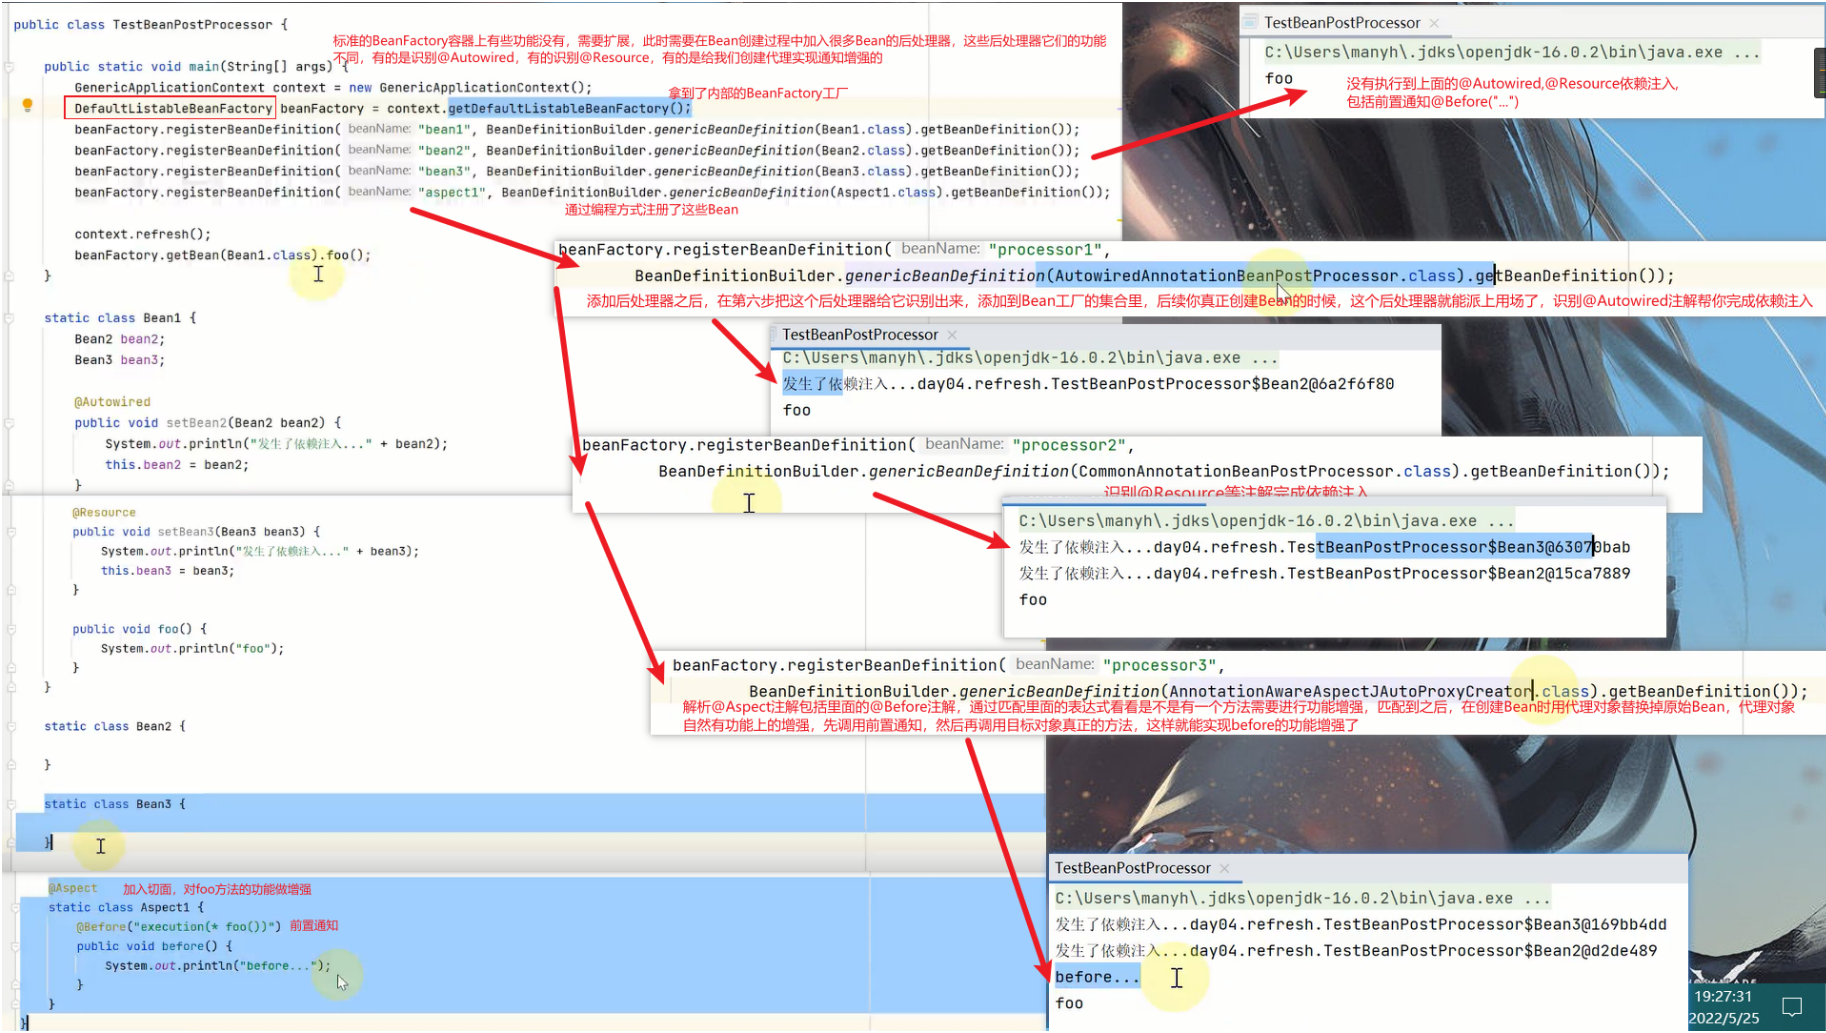 public class TestBeanPostProcessor {
标准的BeanFactory容器上有些功能没有，需要扩展，此时需要在Bean创建过程中加入很多Bean的后处理器，这些后处理器它们的功能
不同，有的是识别@Autowired，有的识别@Resource，有的是给我们创建代理实现通知增强的
public static void main(String[] args) {
GenericApplicationContext context = new GenericApplicationContext();
拿到了内部的BeanFactory工厂
DefaultListableBeanFactory beanFactory = context.getDefaultListableBeanFactory();
beanFactory.registerBeanDefinition( beanName: "bean1", BeanDefinitionBuilder.genericBeanDefinition(Bean1.class).getBeanDefinition());
beanFactory.registerBeanDefinition( beanName: "bean2", BeanDefinitionBuilder.genericBeanDefinition(Bean2.class).getBeanDefinition());
beanFactory.registerBeanDefinition( beanName: "bean3", BeanDefinitionBuilder.genericBeanDefinition(Bean3.class).getBeanDefinition());
beanFactory.registerBeanDefinition( beanName: "aspect1", BeanDefinitionBuilder.genericBeanDefinition(Aspect1.class).getBeanDefinition());
通过编程方式注册了这些Bean
context.refresh();
beanFactory.getBean(Bean1.class).foo();
}
static class Bean1 {
Bean2 bean2;
Bean3 bean3;
@Autowired
public void setBean2(Bean2 bean2) {
System.out.println("发生了依赖注入..." + bean2);
this.bean2 = bean2;
}
@Resource
public void setBean3(Bean3 bean3) {
System.out.println("发生了依赖注入..." + bean3);
this.bean3 = bean3;
}
public void foo() {
System.out.println("foo");
}
}
static class Bean2 {
}
static class Bean3 {
}
@Aspect 加入切面，对foo方法的功能做增强
static class Aspect1 {
@Before("execution(* foo())") 前置通知
public void before() {
System.out.println("before...");
}
}
}
TestBeanPostProcessor ×
C:\Users\manyh\.jdks\openjdk-16.0.2\bin\java.exe ...
foo
没有执行到上面的@Autowired,@Resource依赖注入,
包括前置通知@Before("...")
beanFactory.registerBeanDefinition( beanName: "processor1",
BeanDefinitionBuilder.genericBeanDefinition(AutowiredAnnotationBeanPostProcessor.class).getBeanDefinition());
添加后处理器之后，在第六步把这个后处理器给它识别出来，添加到Bean工厂的集合里，后续你真正创建Bean的时候，这个后处理器就能派上用场了，识别@Autowired注解帮你完成依赖注入
TestBeanPostProcessor ×
C:\Users\manyh\.jdks\openjdk-16.0.2\bin\java.exe ...
发生了依赖注入...day04.refresh.TestBeanPostProcessor$Bean2@6a2f6f80
foo
beanFactory.registerBeanDefinition( beanName: "processor2",
BeanDefinitionBuilder.genericBeanDefinition(CommonAnnotationBeanPostProcessor.class).getBeanDefinition());
识别@Resource等注解完成依赖注入
C:\Users\manyh\.jdks\openjdk-16.0.2\bin\java.exe ...
发生了依赖注入...day04.refresh.TestBeanPostProcessor$Bean3@63070bab
发生了依赖注入...day04.refresh.TestBeanPostProcessor$Bean2@15ca7889
foo
beanFactory.registerBeanDefinition( beanName: "processor3",
BeanDefinitionBuilder.genericBeanDefinition(AnnotationAwareAspectJAutoProxyCreator.class).getBeanDefinition());
解析@Aspect注解包括里面的@Before注解，通过匹配里面的表达式看看是不是有一个方法需要进行功能增强，匹配到之后，在创建Bean时用代理对象替换掉原始Bean，代理对象
自然有功能上的增强，先调用前置通知，然后再调用目标对象真正的方法，这样就能实现before的功能增强了
TestBeanPostProcessor ×
C:\Users\manyh\.jdks\openjdk-16.0.2\bin\java.exe ...
发生了依赖注入...day04.refresh.TestBeanPostProcessor$Bean3@169bb4dd
发生了依赖注入...day04.refresh.TestBeanPostProcessor$Bean2@d2de489
before...
foo
19:27:31
2022/5/25